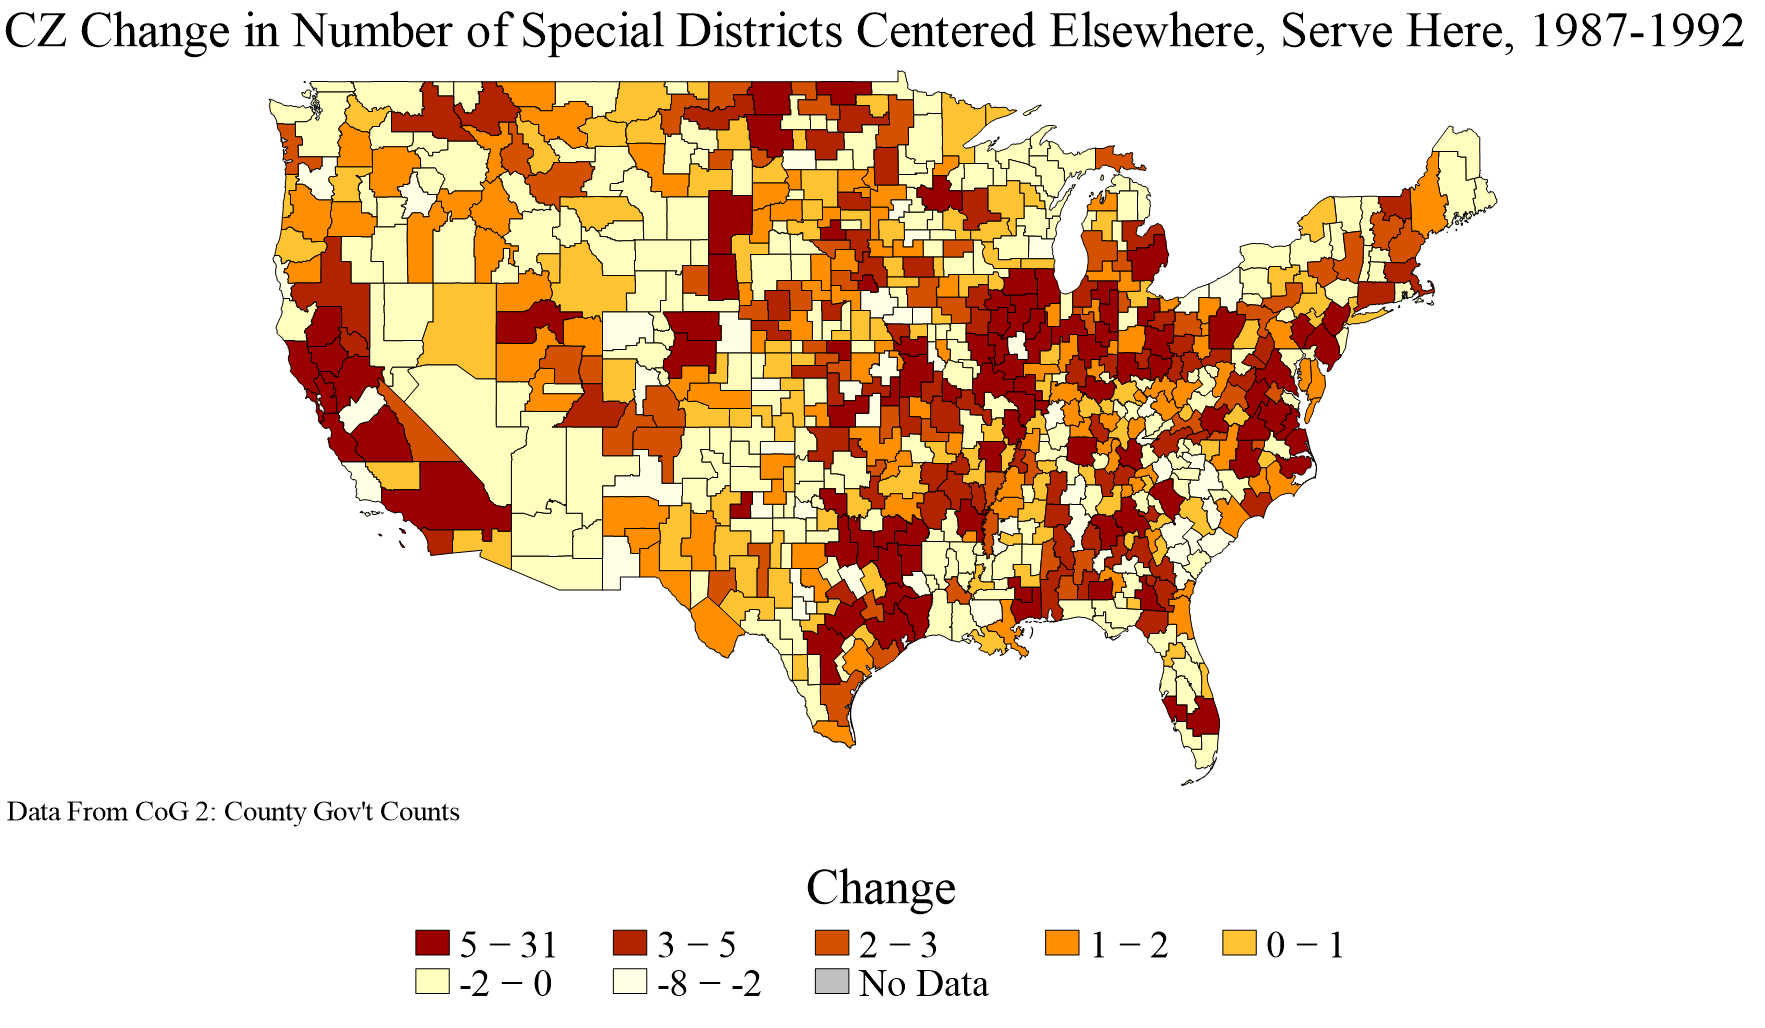 CZ Change in Number of Special Districts Centered Elsewhere, Serve Here, 1987-1992
Data From CoG 2: County Gov't Counts
Change
5 − 31 3 − 5 2 − 3 1 − 2 0 − 1
-2 − 0 -8 − -2 No Data